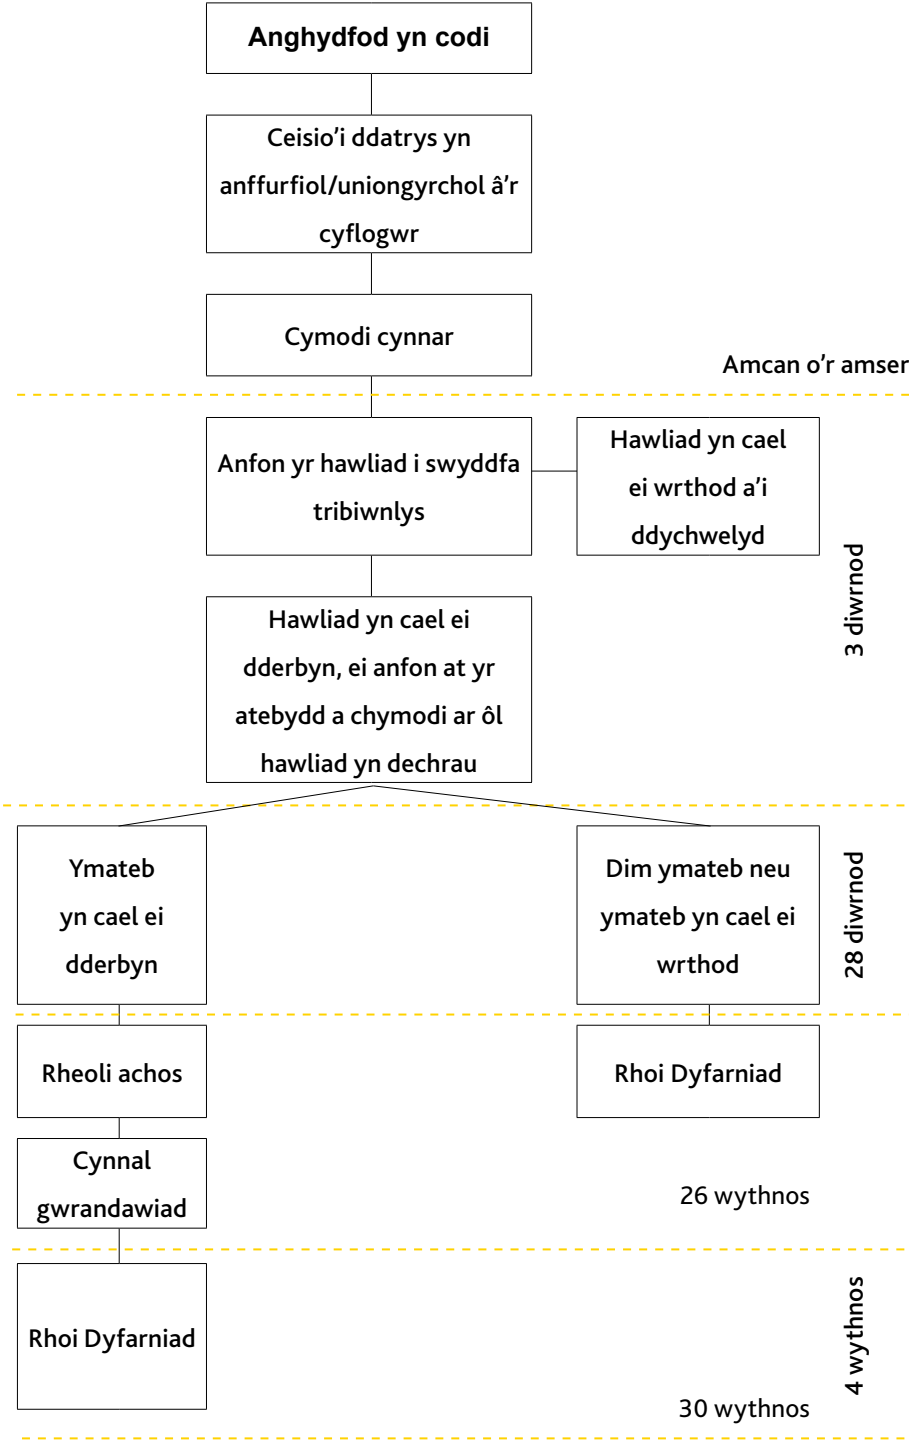 Anghydfod yn codi
Ceisio’i ddatrys yn
anffurfiol/uniongyrchol â’r
cyflogwr
Cymodi cynnar
Amcan o’r amser
Anfon yr hawliad i swyddfa
tribiwnlys
Hawliad yn cael
ei wrthod a’i
ddychwelyd
3 diwrnod
Hawliad yn cael ei
dderbyn, ei anfon at yr
atebydd a chymodi ar ôl
hawliad yn dechrau
Ymateb
yn cael ei
dderbyn
Dim ymateb neu
ymateb yn cael ei
wrthod
28 diwrnod
Rheoli achos
Rhoi Dyfarniad
Cynnal
gwrandawiad
26 wythnos
Rhoi Dyfarniad
4 wythnos
30 wythnos